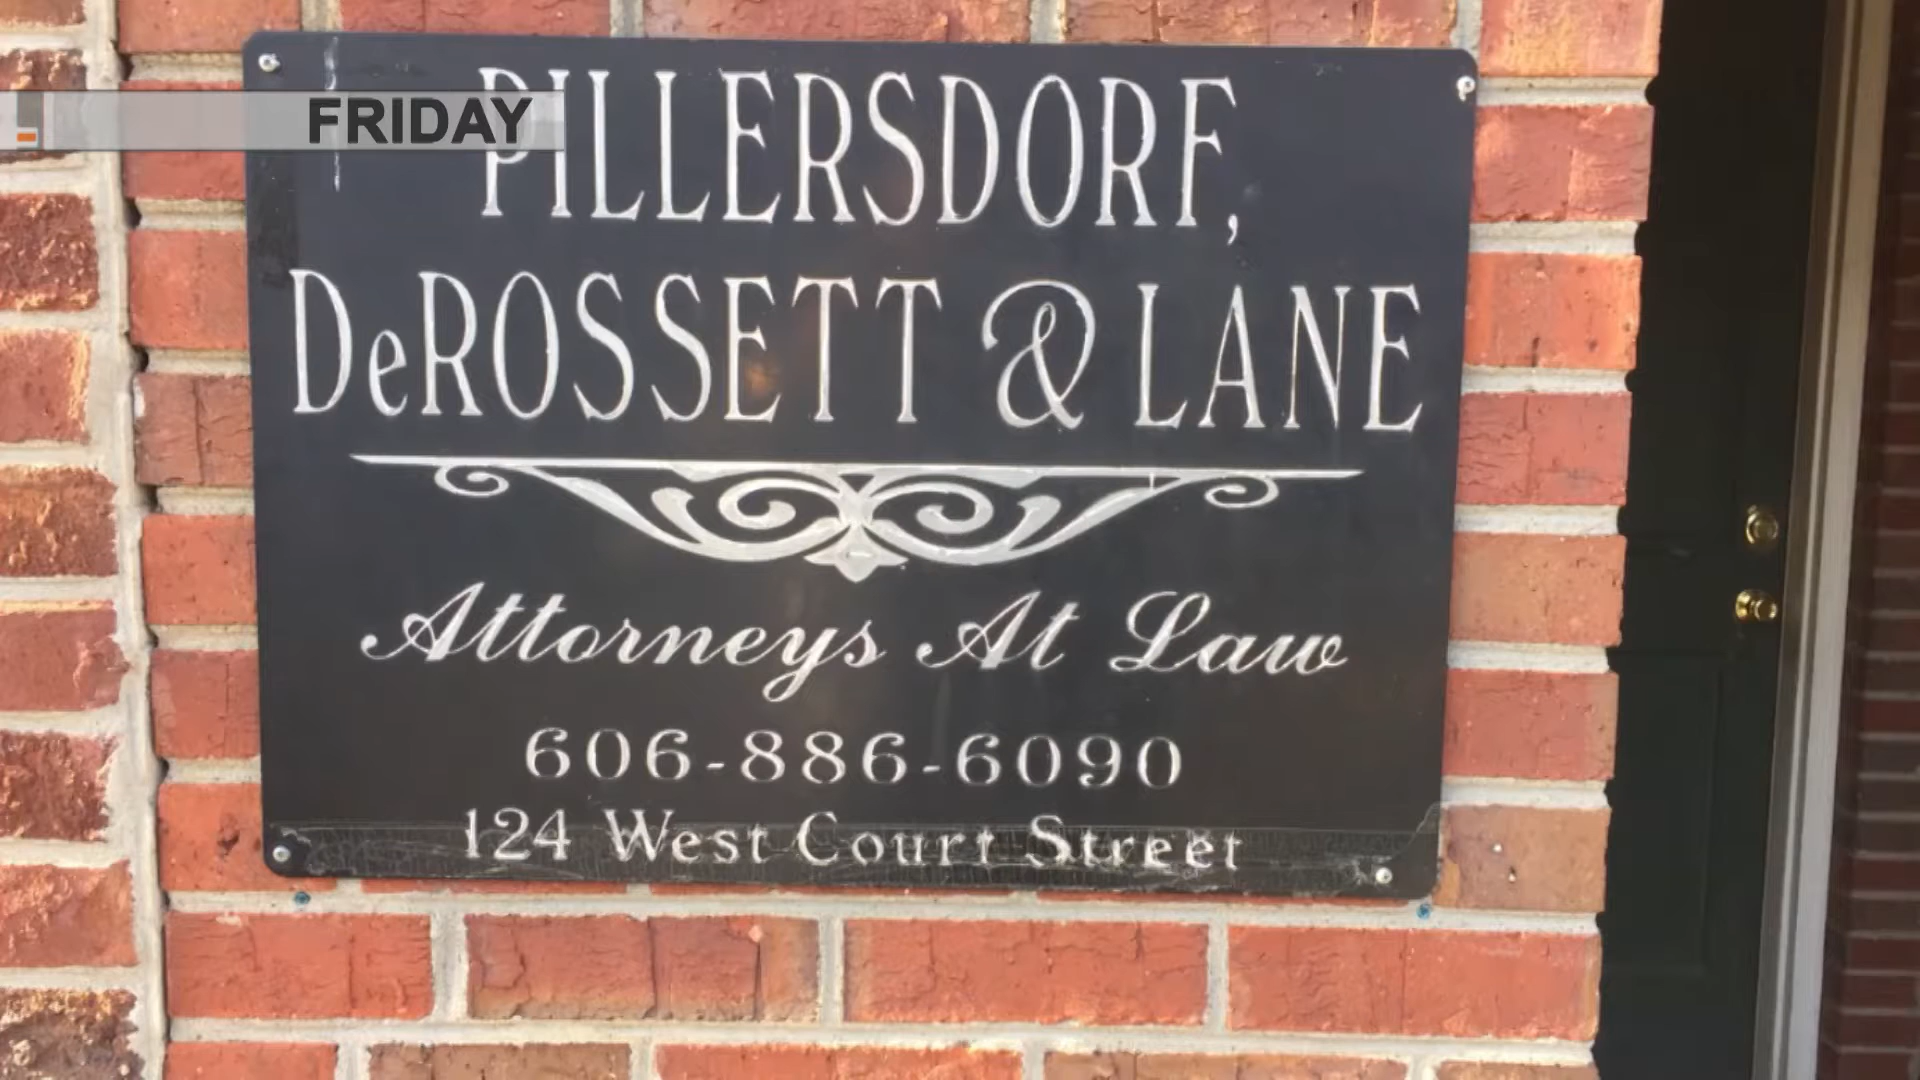 FRIDAY
PILLERSDORF,
DeROSSETT & LANE
Attorneys At Law
606-886-6090
124 West Court Street